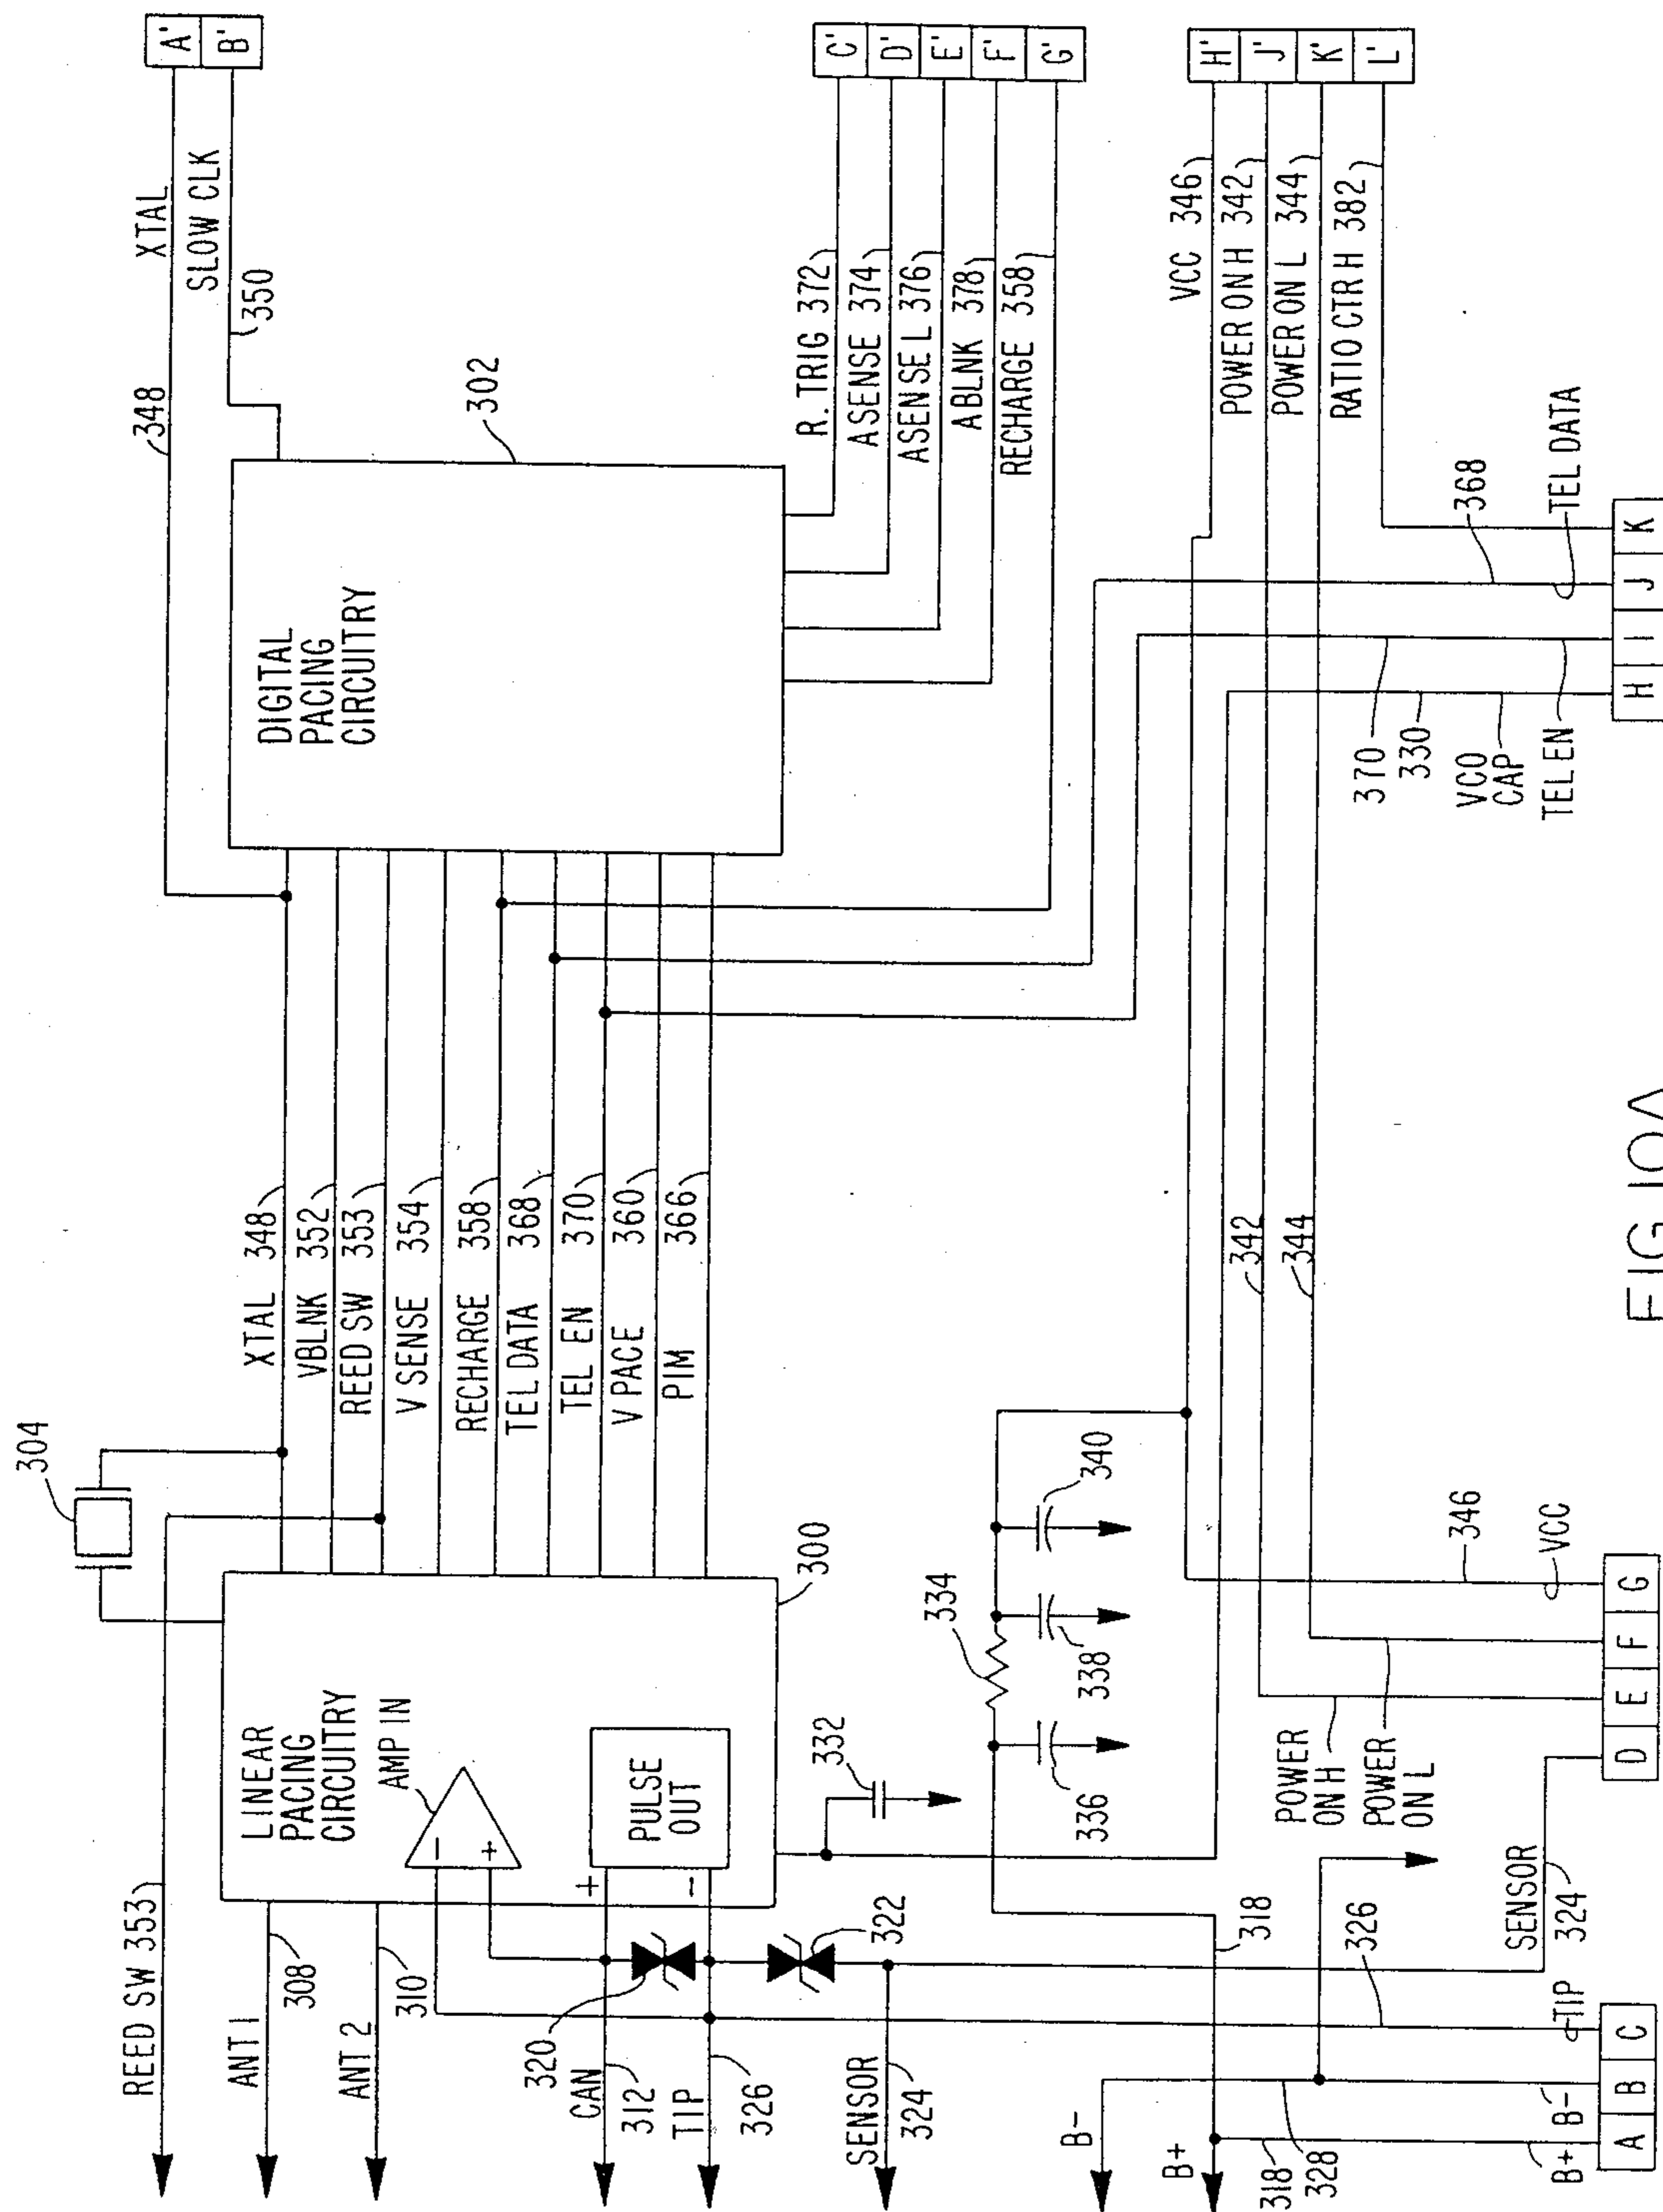 REED SW 353
ANT 1
308
ANT 2
310
LINEAR
PACING
CIRCUITRY
AMP IN
-
+
PULSE
OUT
+
-
300
304
320
CAN
312
TIP
326
322
SENSOR
324
332
XTAL 348
VBLNK 352
REED SW 353
V SENSE 354
RECHARGE 358
TEL DATA 368
TEL EN 370
V PACE 360
PIM 366
DIGITAL
PACING
CIRCUITRY
302
348
XTAL
SLOW CLK
350
A'
B'
R. TRIG 372
ASENSE 374
ASENSE L 376
ABLNK 378
RECHARGE 358
C'
D'
E'
F'
G'
334
336
338
340
B-
B+
318
318
328
B+
B-
TIP
326
SENSOR
324
POWER
ON H
POWER
ON L
342
344
346
VCC
VCC 346
POWER ON H 342
POWER ON L 344
RATIO CTR H 382
H'
J'
K'
L'
370
330
VCO
CAP
TEL EN
368
TEL DATA
A B C
D E F G
H I J K
FIG. 10A